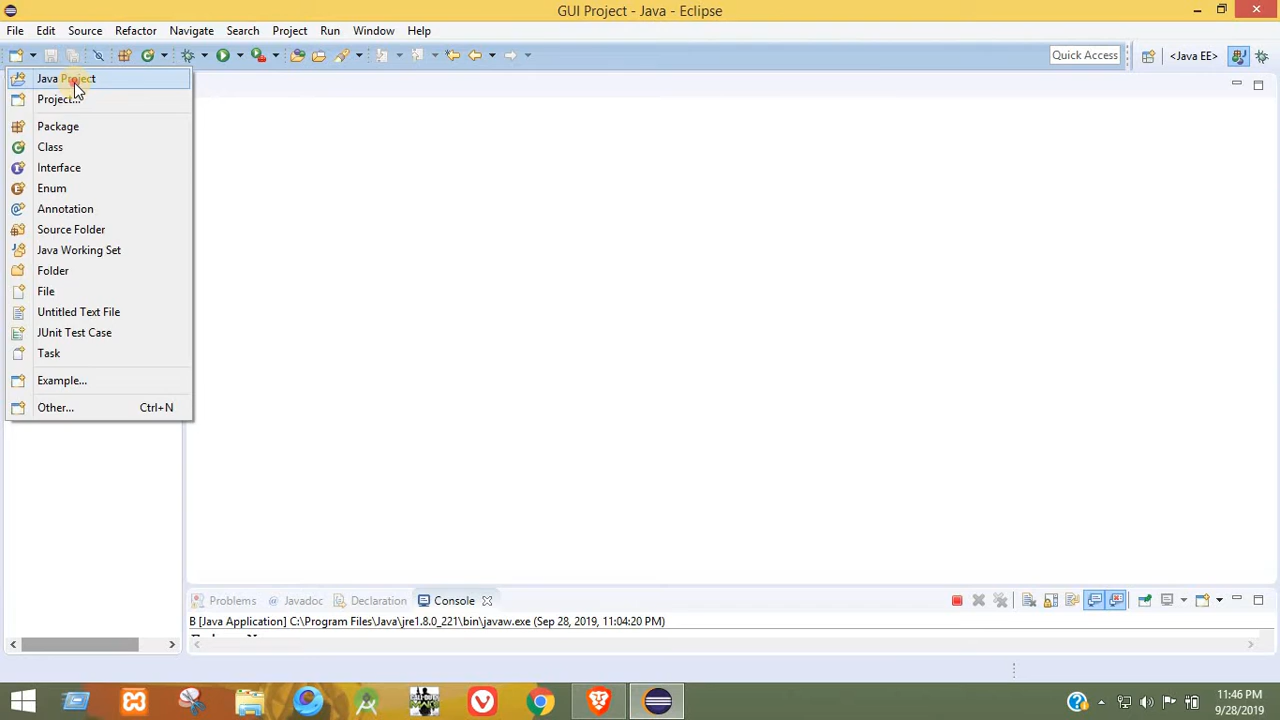 GUI Project - Java - Eclipse
File Edit Source Refactor Navigate Search Project Run Window Help
Quick Access <Java EE>
Java Project
Project...
Package
Class
Interface
Enum
Annotation
Source Folder
Java Working Set
Folder
File
Untitled Text File
JUnit Test Case
Task
Example...
Other... Ctrl+N
Problems Javadoc Declaration Console
B [Java Application] C:\Program Files\Java\jre1.8.0_221\bin\javaw.exe (Sep 28, 2019, 11:04:20 PM)
11:46 PM
9/28/2019